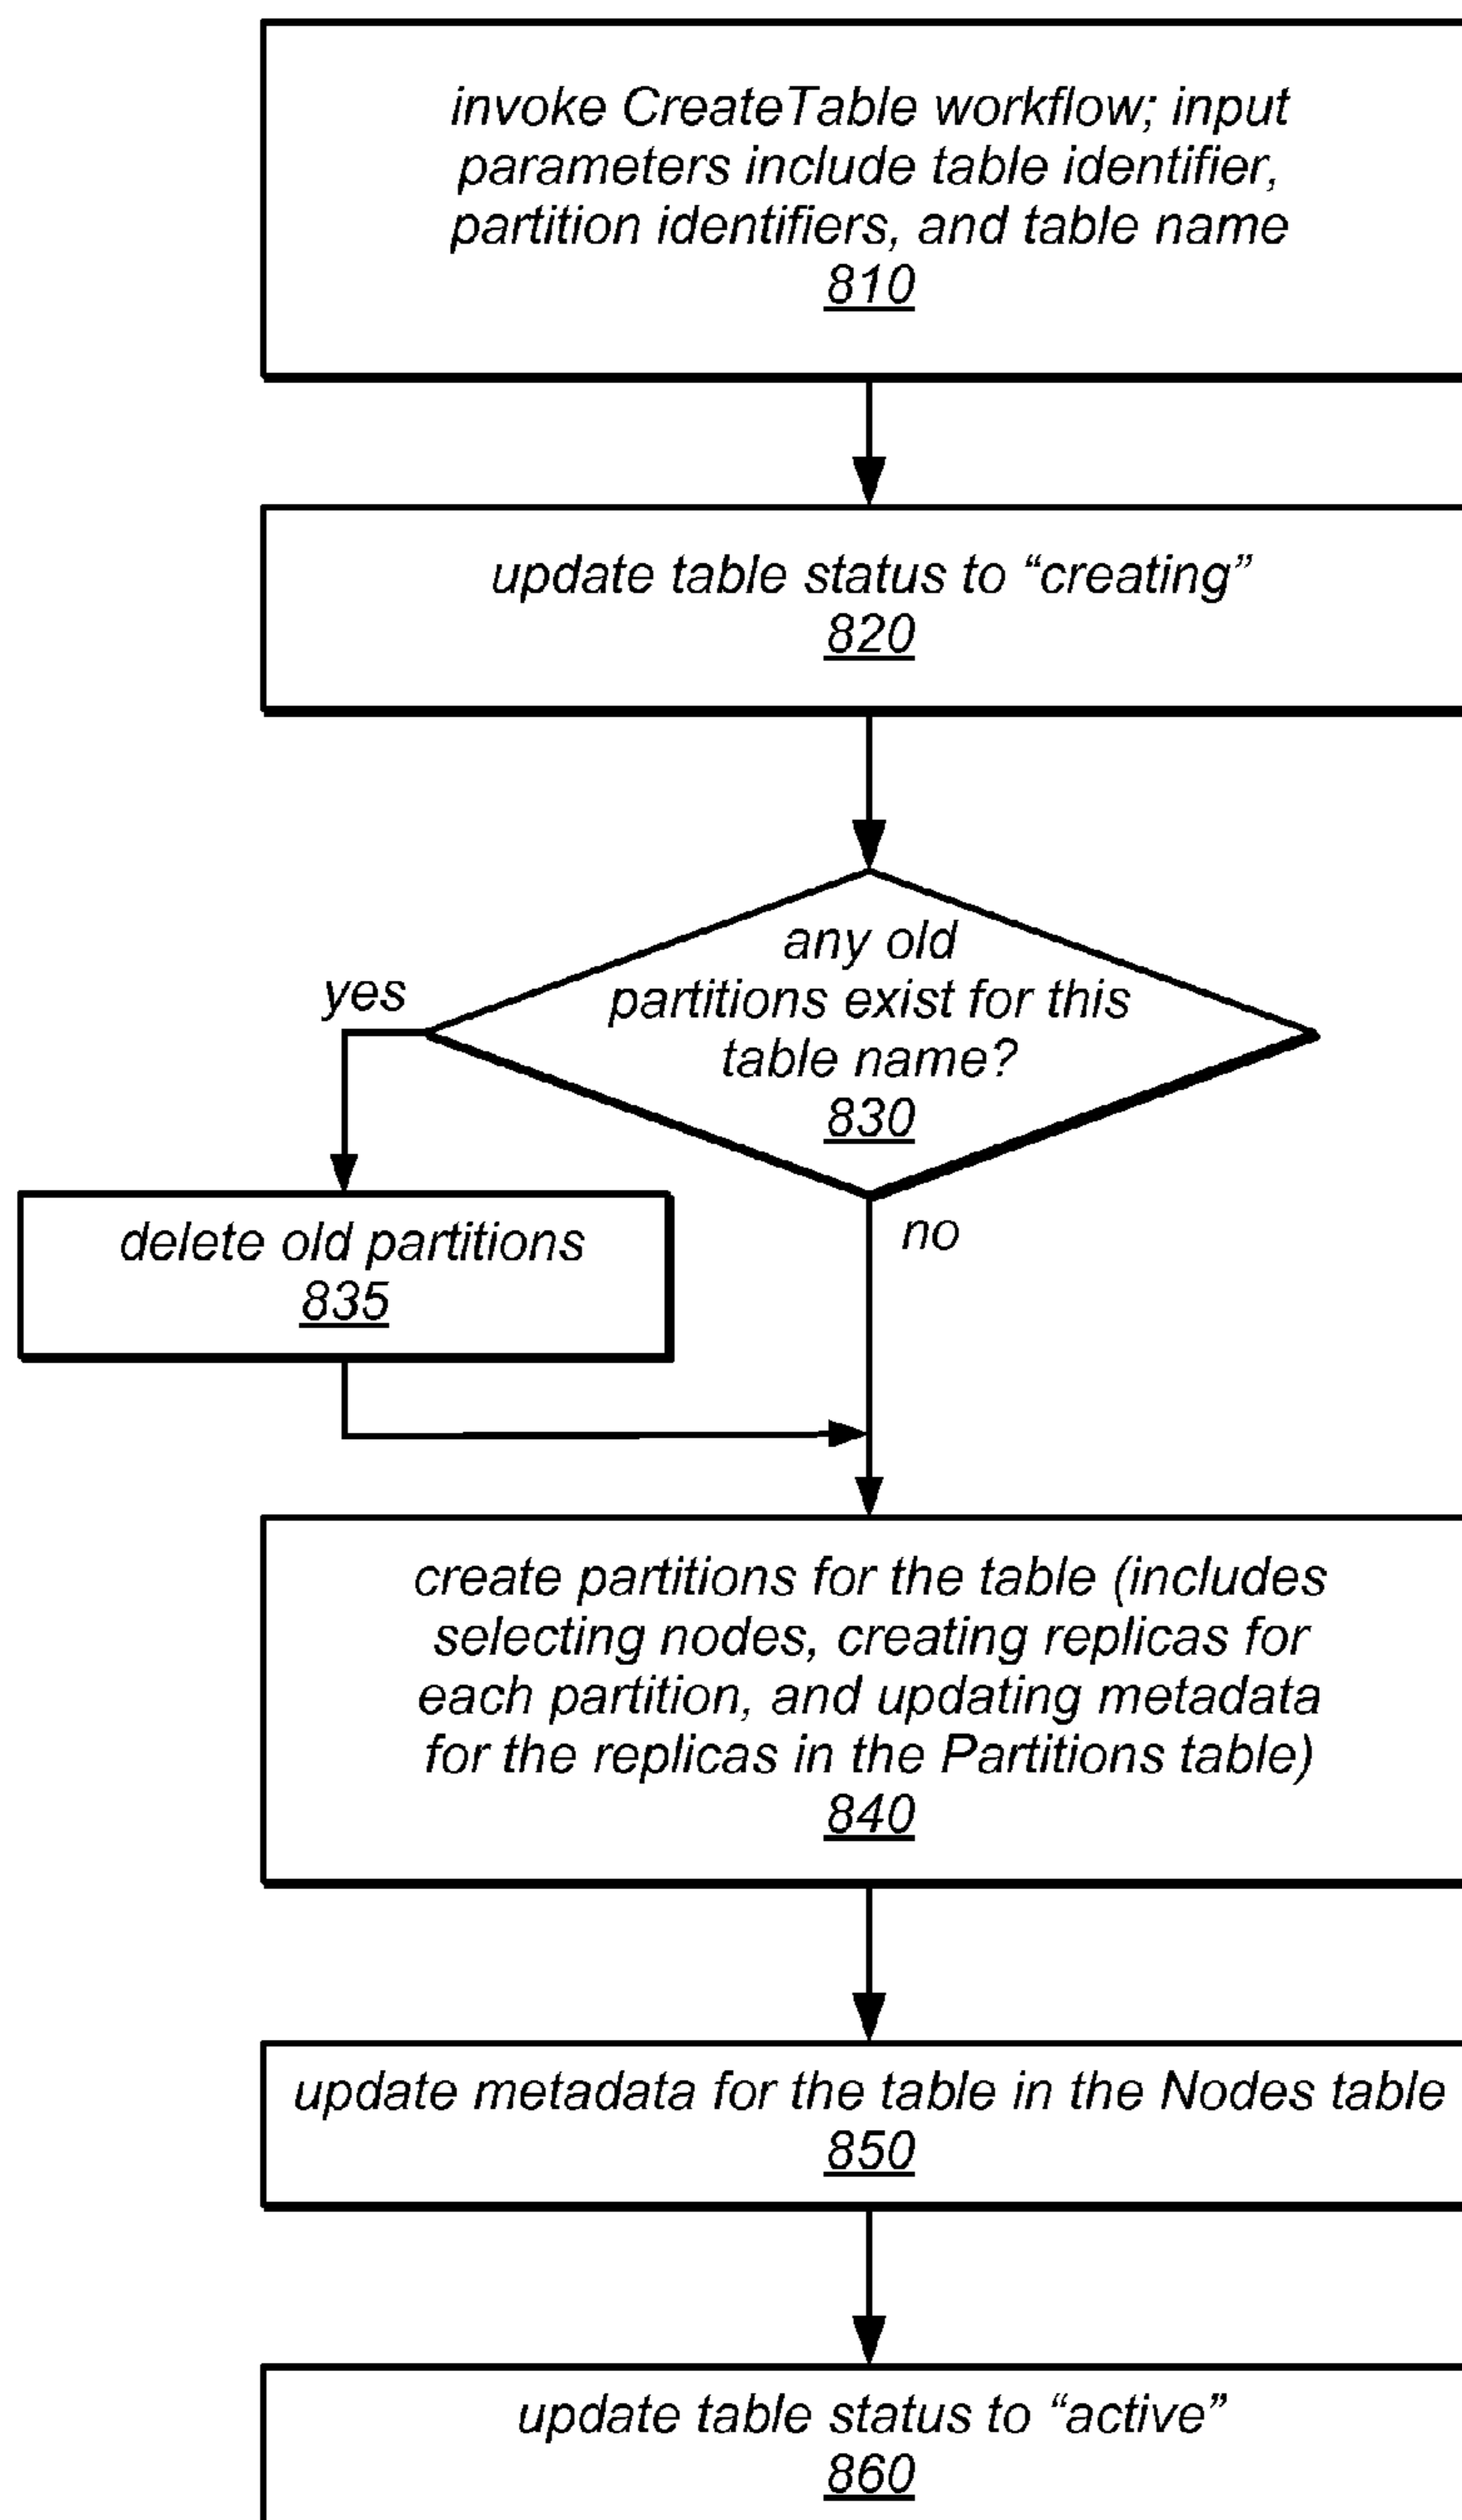 invoke CreateTable workflow; input
parameters include table identifier,
partition identifiers, and table name
810
update table status to “creating”
820
any old
partitions exist for this
table name?
830
yes
no
delete old partitions
835
create partitions for the table (includes
selecting nodes, creating replicas for
each partition, and updating metadata
for the replicas in the Partitions table)
840
update metadata for the table in the Nodes table
850
update table status to “active”
860